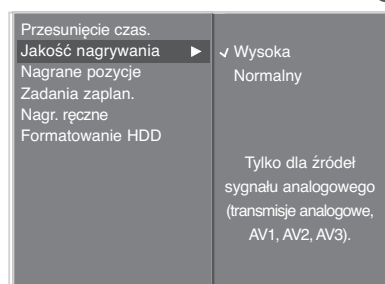 Przesunięcie czas.
Jakość nagrywania
Nagrane pozycje
Zadania zaplan.
Nagr. ręczne
Formatowanie HDD
Wysoka
Normalny
Tylko dla źródeł
sygnału analogowego
(transmisje analogowe,
AV1, AV2, AV3).